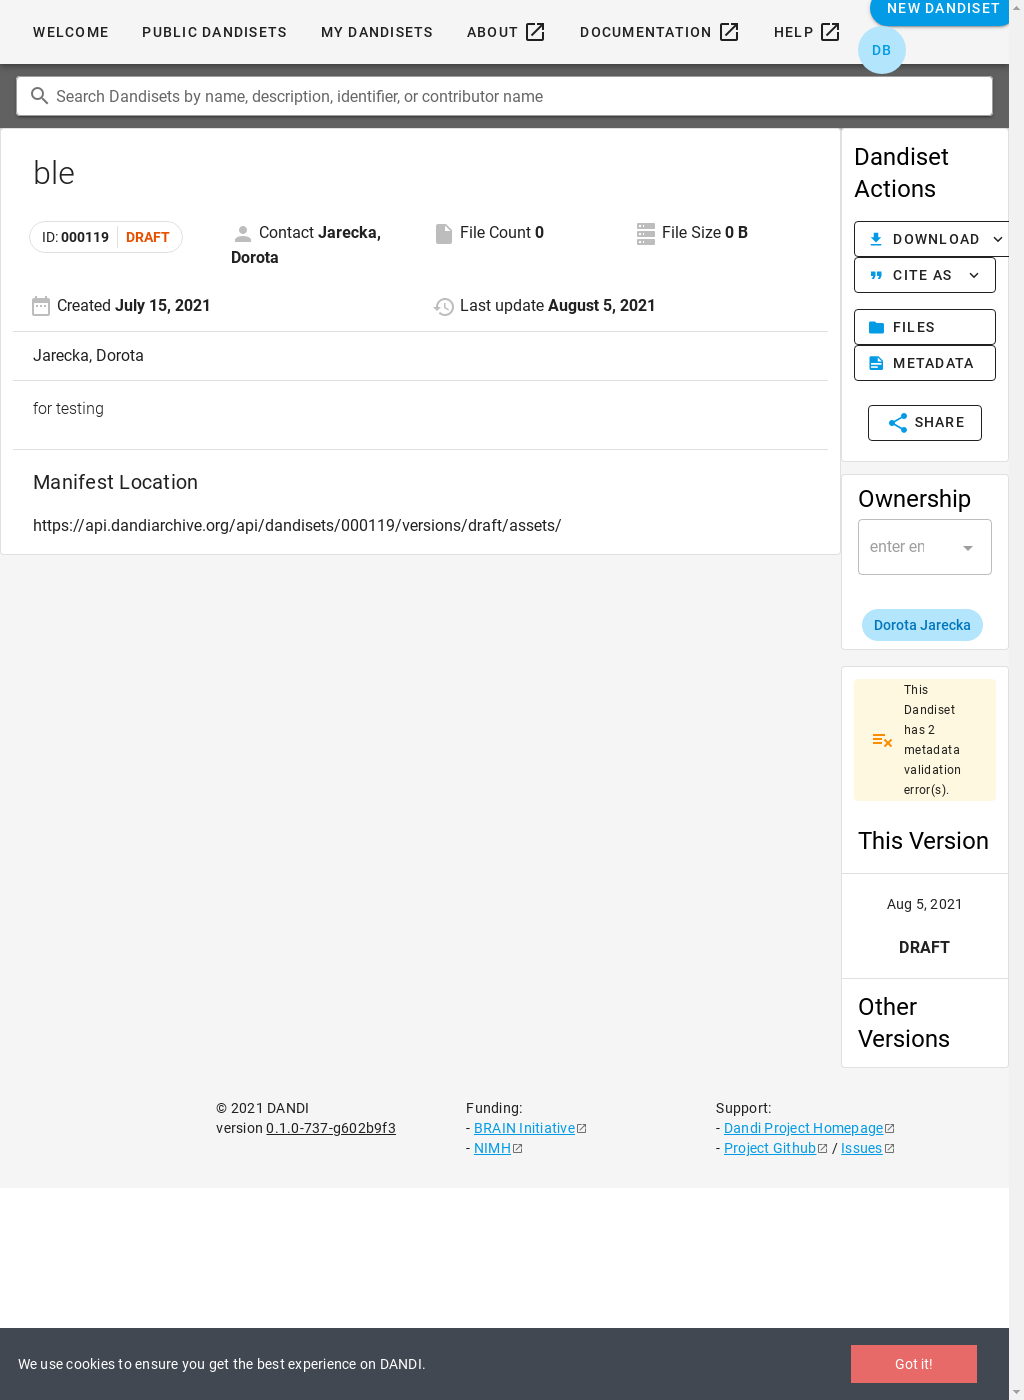 WELCOME
PUBLIC DANDISETS
MY DANDISETS
ABOUT
DOCUMENTATION
HELP
NEW DANDISET
DB
Search Dandisets by name, description, identifier, or contributor name
ble
ID: 000119 DRAFT
Contact Jarecka,
Dorota
File Count 0
File Size 0 B
Created July 15, 2021
Last update August 5, 2021
Jarecka, Dorota
for testing
Manifest Location
https://api.dandiarchive.org/api/dandisets/000119/versions/draft/assets/
Dandiset
Actions
DOWNLOAD
CITE AS
FILES
METADATA
SHARE
Ownership
enter en
Dorota Jarecka
This
Dandiset
has 2
metadata
validation
error(s).
This Version
Aug 5, 2021
DRAFT
Other
Versions
© 2021 DANDI
version 0.1.0-737-g602b9f3
Funding:
- BRAIN Initiative
- NIMH
Support:
- Dandi Project Homepage
- Project Github / Issues
We use cookies to ensure you get the best experience on DANDI.
Got it!